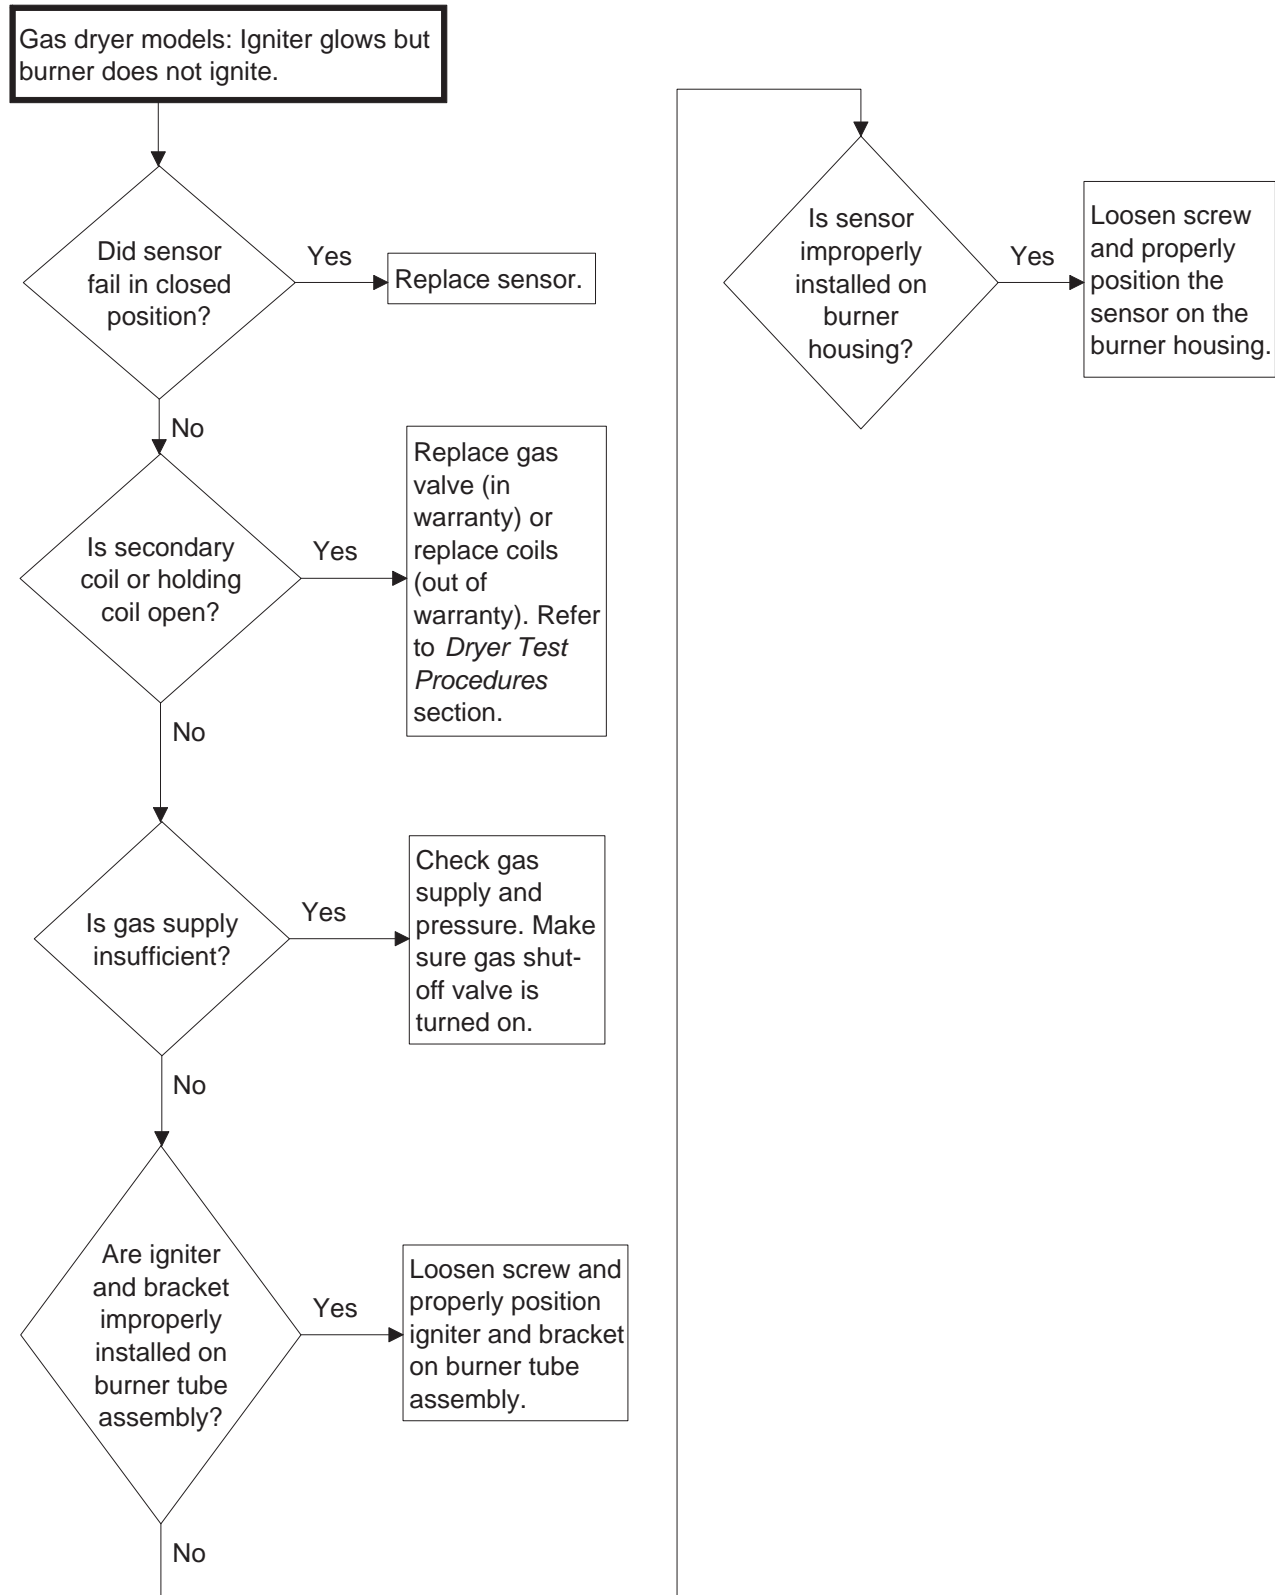 Gas dryer models: Igniter glows but
burner does not ignite.
Did sensor
fail in closed
position?
Yes
Replace sensor.
No
Is secondary
coil or holding
coil open?
Yes
Replace gas
valve (in
warranty) or
replace coils
(out of
warranty). Refer
to Dryer Test
Procedures
section.
No
Is gas supply
insufficient?
Yes
Check gas
supply and
pressure. Make
sure gas shut-
off valve is
turned on.
No
Are igniter
and bracket
improperly
installed on
burner tube
assembly?
Yes
Loosen screw and
properly position
igniter and bracket
on burner tube
assembly.
No
Is sensor
improperly
installed on
burner
housing?
Yes
Loosen screw
and properly
position the
sensor on the
burner housing.